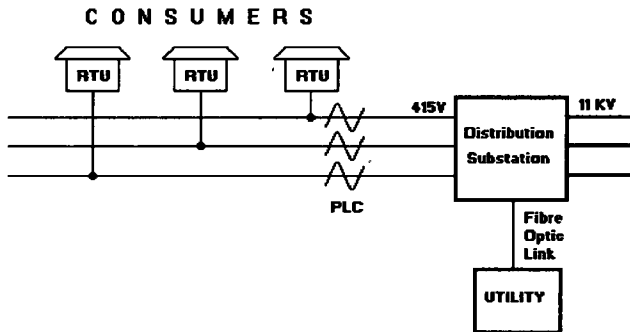 CONSUMERS
RTU RTU RTU
415V 11 KV
Distribution
Substation
PLC
Fibre
Optic
Link
UTILITY